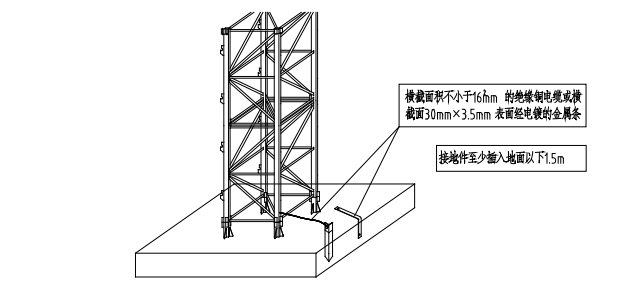 横截面积不小于16mm² 的绝缘铜电缆或横
截面30mm×3.5mm 表面经电镀的金属条
接地件至少插入地面以下1.5m